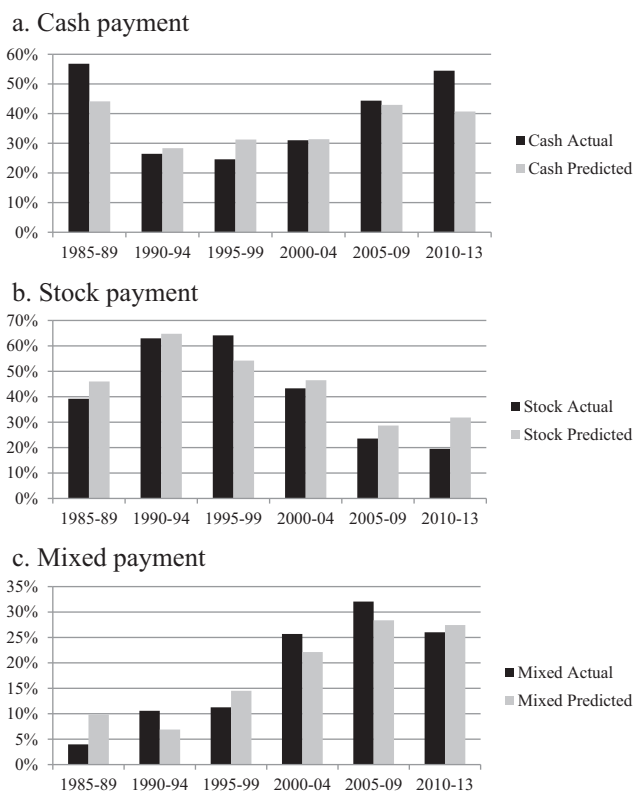 a. Cash payment
60%
50%
40%
30%
20%
10%
0%
1985-89 1990-94 1995-99 2000-04 2005-09 2010-13
Cash Actual
Cash Predicted
b. Stock payment
70%
60%
50%
40%
30%
20%
10%
0%
1985-89 1990-94 1995-99 2000-04 2005-09 2010-13
Stock Actual
Stock Predicted
c. Mixed payment
35%
30%
25%
20%
15%
10%
5%
0%
1985-89 1990-94 1995-99 2000-04 2005-09 2010-13
Mixed Actual
Mixed Predicted